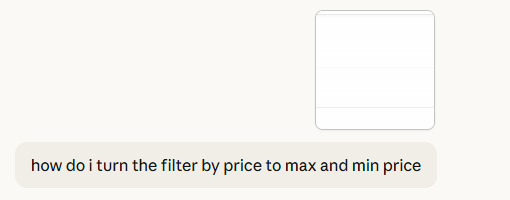 how do i turn the filter by price to max and min price